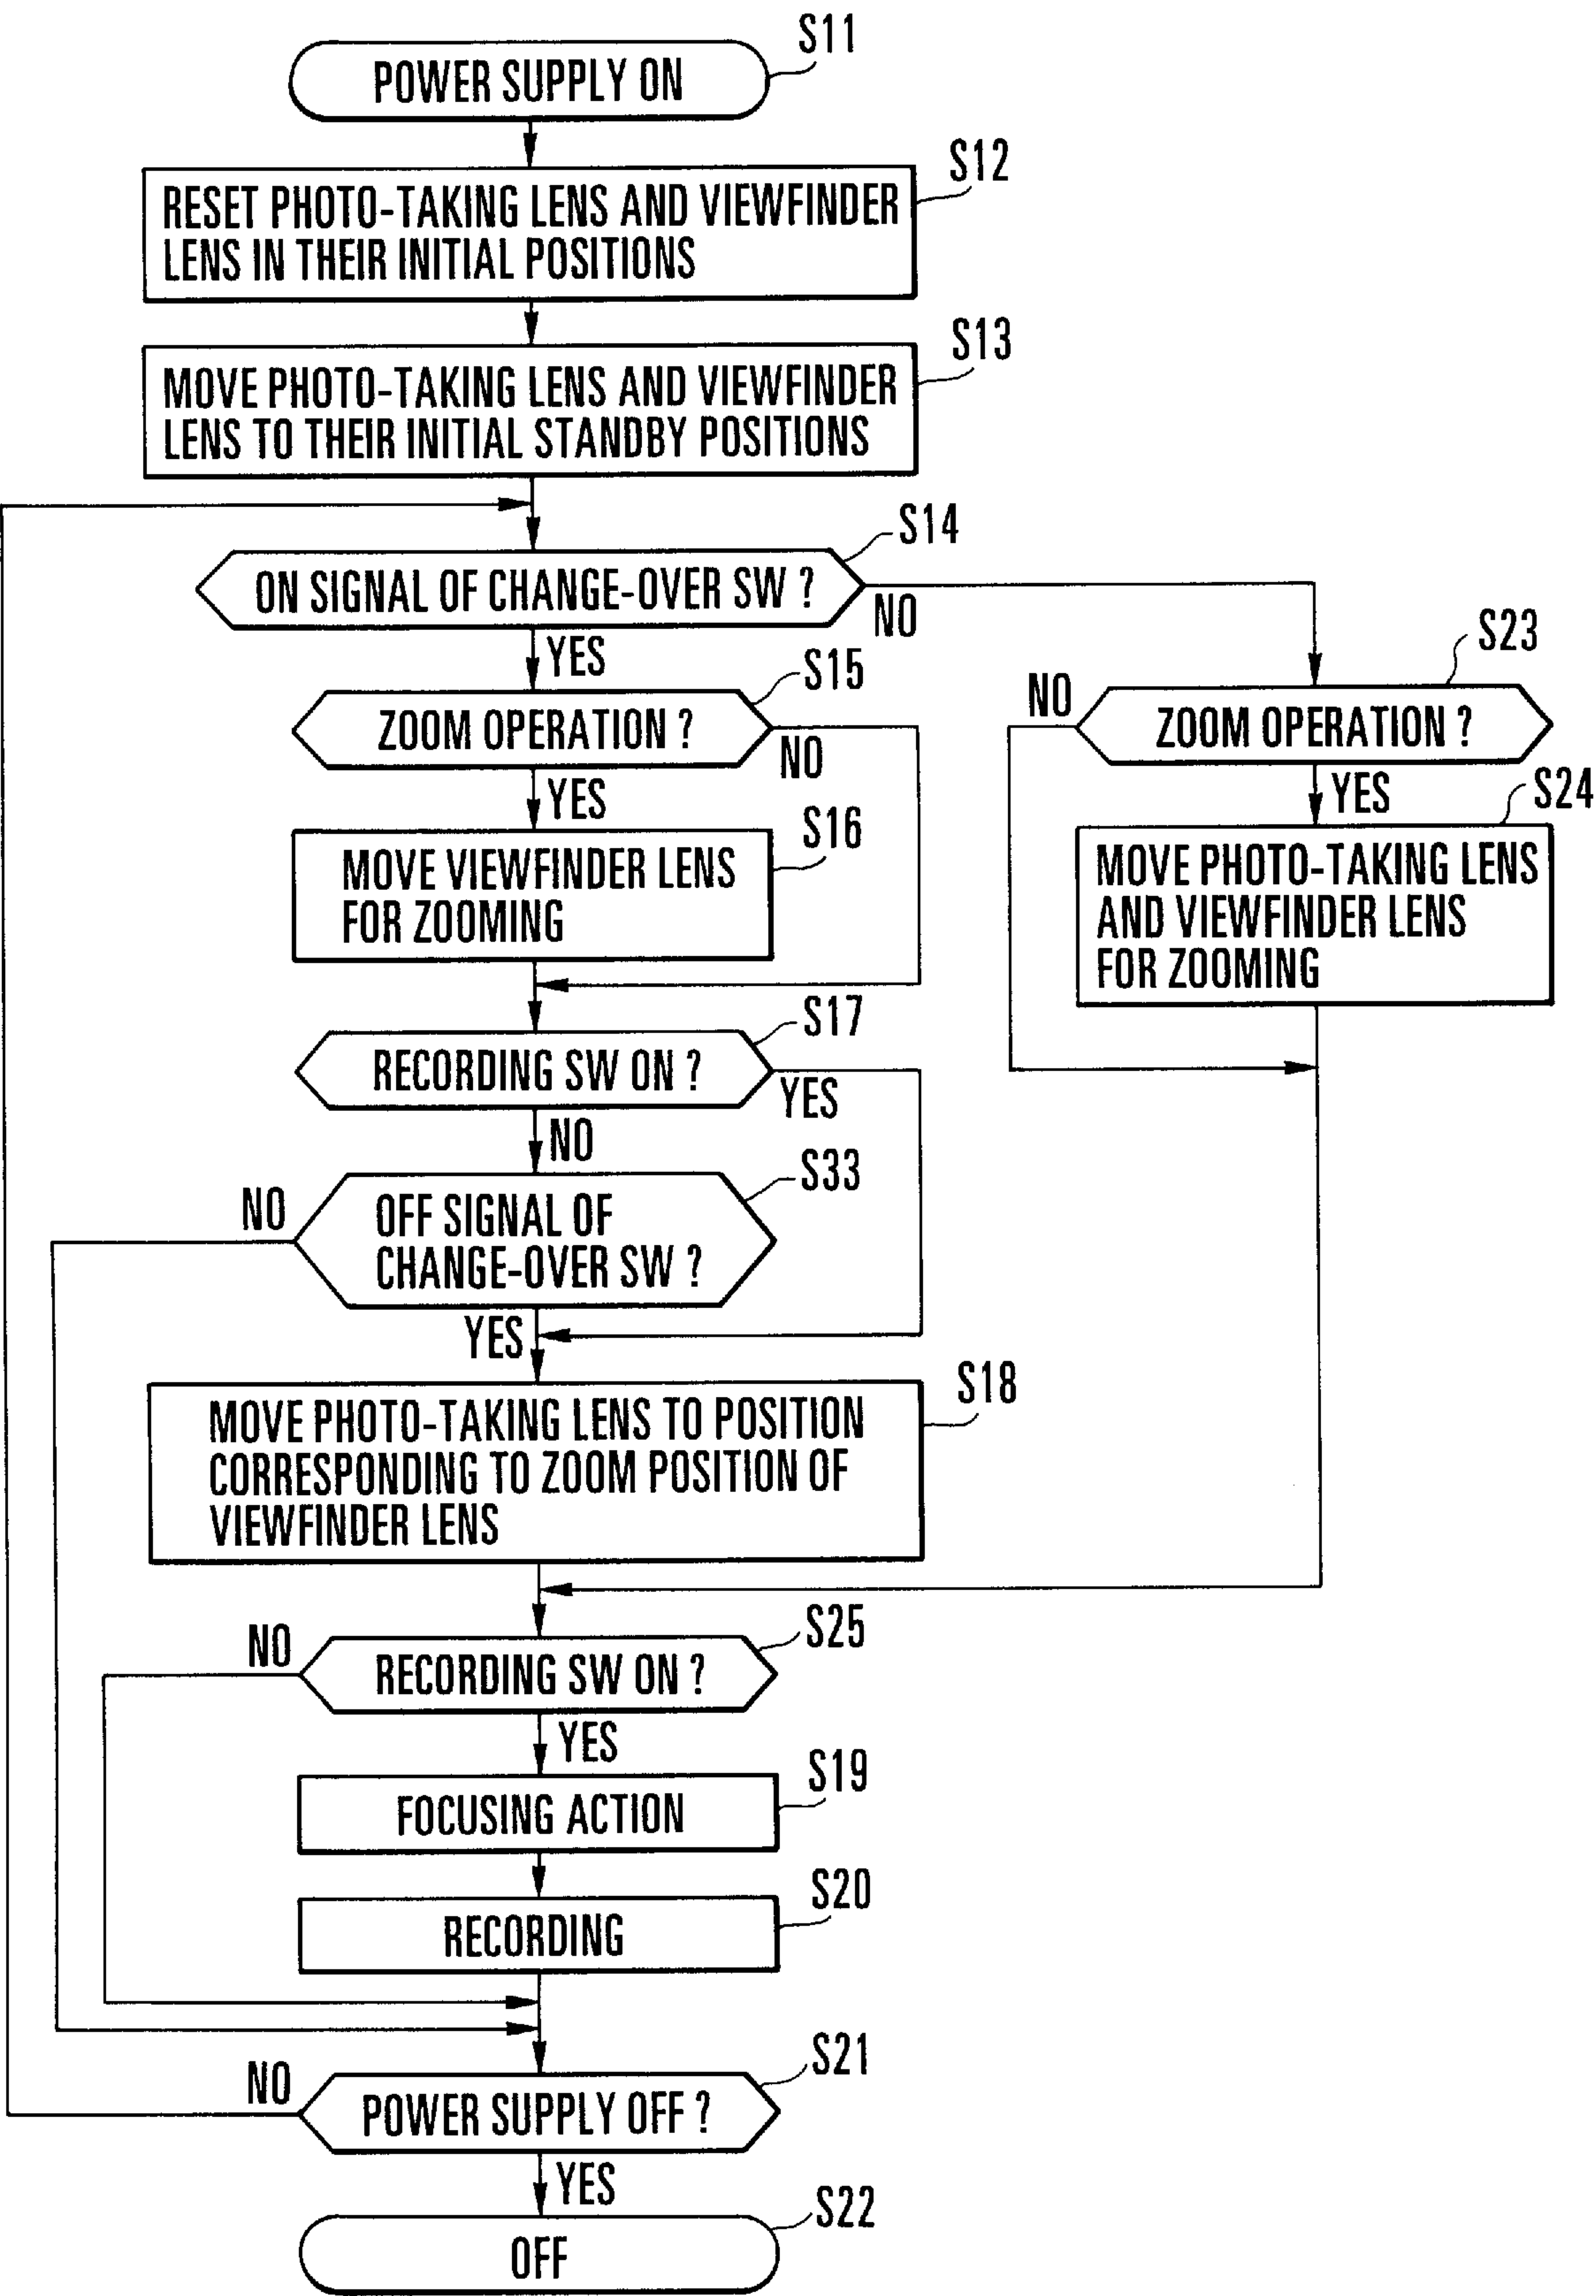 S11
POWER SUPPLY ON
S12
RESET PHOTO-TAKING LENS AND VIEWFINDER
LENS IN THEIR INITIAL POSITIONS
S13
MOVE PHOTO-TAKING LENS AND VIEWFINDER
LENS TO THEIR INITIAL STANDBY POSITIONS
S14
ON SIGNAL OF CHANGE-OVER SW ?
NO
YES
S15
ZOOM OPERATION ?
NO
YES
S16
MOVE VIEWFINDER LENS
FOR ZOOMING
S23
NO
ZOOM OPERATION ?
YES
S24
MOVE PHOTO-TAKING LENS
AND VIEWFINDER LENS
FOR ZOOMING
S17
RECORDING SW ON ?
YES
NO
S33
NO
OFF SIGNAL OF
CHANGE-OVER SW ?
YES
S18
MOVE PHOTO-TAKING LENS TO POSITION
CORRESPONDING TO ZOOM POSITION OF
VIEWFINDER LENS
S25
NO
RECORDING SW ON ?
YES
S19
FOCUSING ACTION
S20
RECORDING
S21
NO
POWER SUPPLY OFF ?
YES
S22
OFF